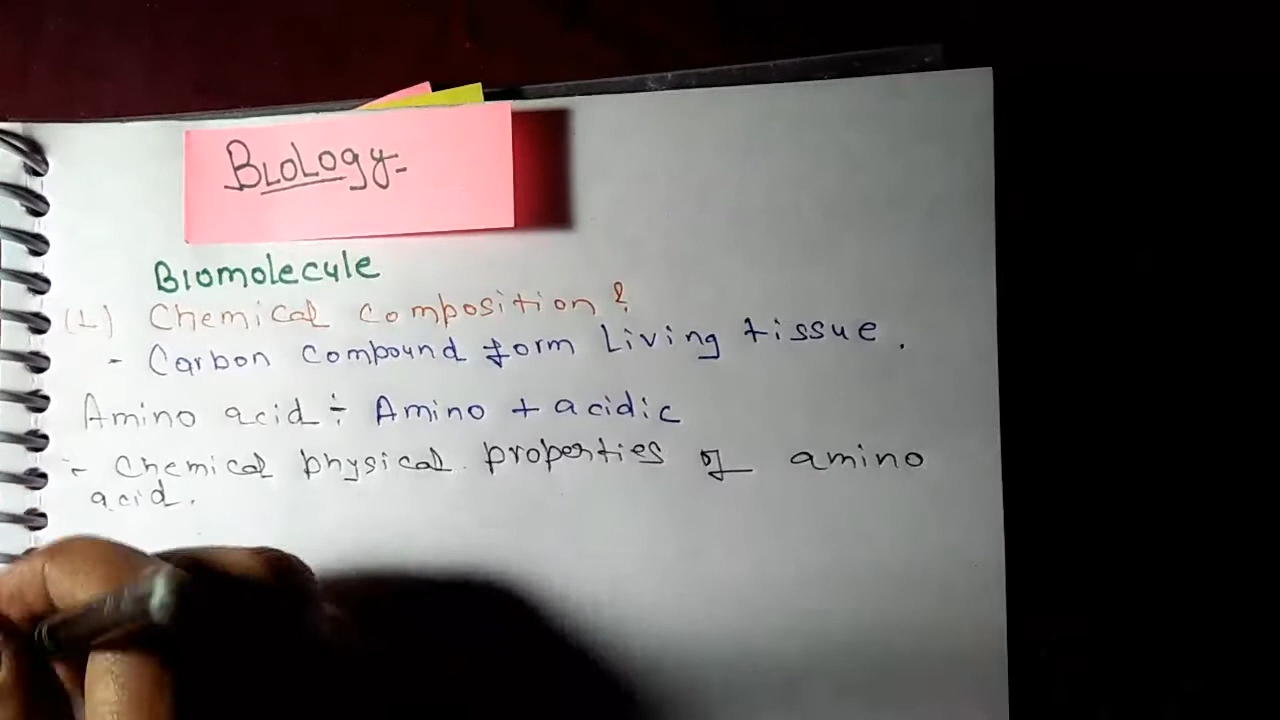 Biology-
Biomolecule
(1) Chemical composition?
- Carbon compound form Living tissue.
Amino acid ÷ Amino + acidic
÷ Chemical physical. properties of amino
acid.